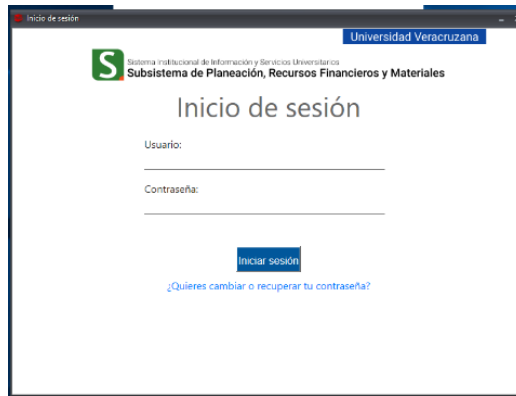 Inicio de sesión
Universidad Veracruzana
S
Sistema Institucional de Información y Servicios Universitarios
Subsistema de Planeación, Recursos Financieros y Materiales
Inicio de sesión
Usuario:
Contraseña:
Iniciar sesión
¿Quieres cambiar o recuperar tu contraseña?